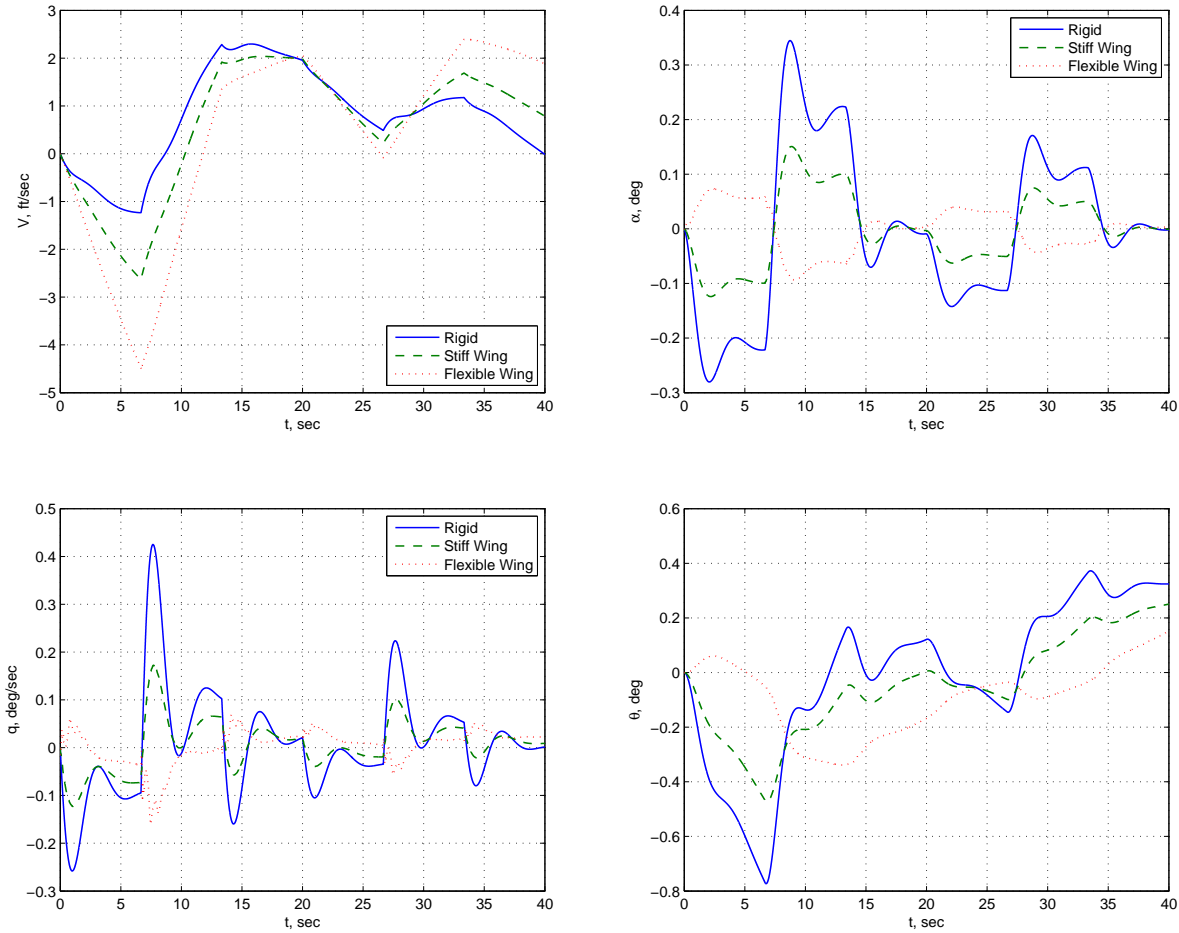 3
2
1
0
−1
−2
−3
−4
−5
V, ft/sec
0 5 10 15 20 25 30 35 40
t, sec
Rigid
Stiff Wing
Flexible Wing
0.4
0.3
0.2
0.1
0
−0.1
−0.2
−0.3
α, deg
0 5 10 15 20 25 30 35 40
t, sec
Rigid
Stiff Wing
Flexible Wing
0.5
0.4
0.3
0.2
0.1
0
−0.1
−0.2
−0.3
q, deg/sec
0 5 10 15 20 25 30 35 40
t, sec
Rigid
Stiff Wing
Flexible Wing
0.6
0.4
0.2
0
−0.2
−0.4
−0.6
−0.8
θ, deg
0 5 10 15 20 25 30 35 40
t, sec